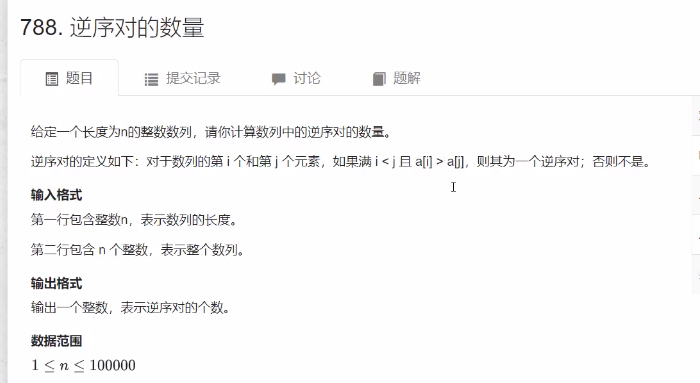 788. 逆序对的数量
题目 提交记录 讨论 题解
给定一个长度为n的整数数列，请你计算数列中的逆序对的数量。
逆序对的定义如下：对于数列的第 i 个和第 j 个元素，如果满 i < j 且 a[i] > a[j]，则其为一个逆序对；否则不是。
输入格式
第一行包含整数n，表示数列的长度。
第二行包含 n 个整数，表示整个数列。
输出格式
输出一个整数，表示逆序对的个数。
数据范围
1 ≤ n ≤ 100000